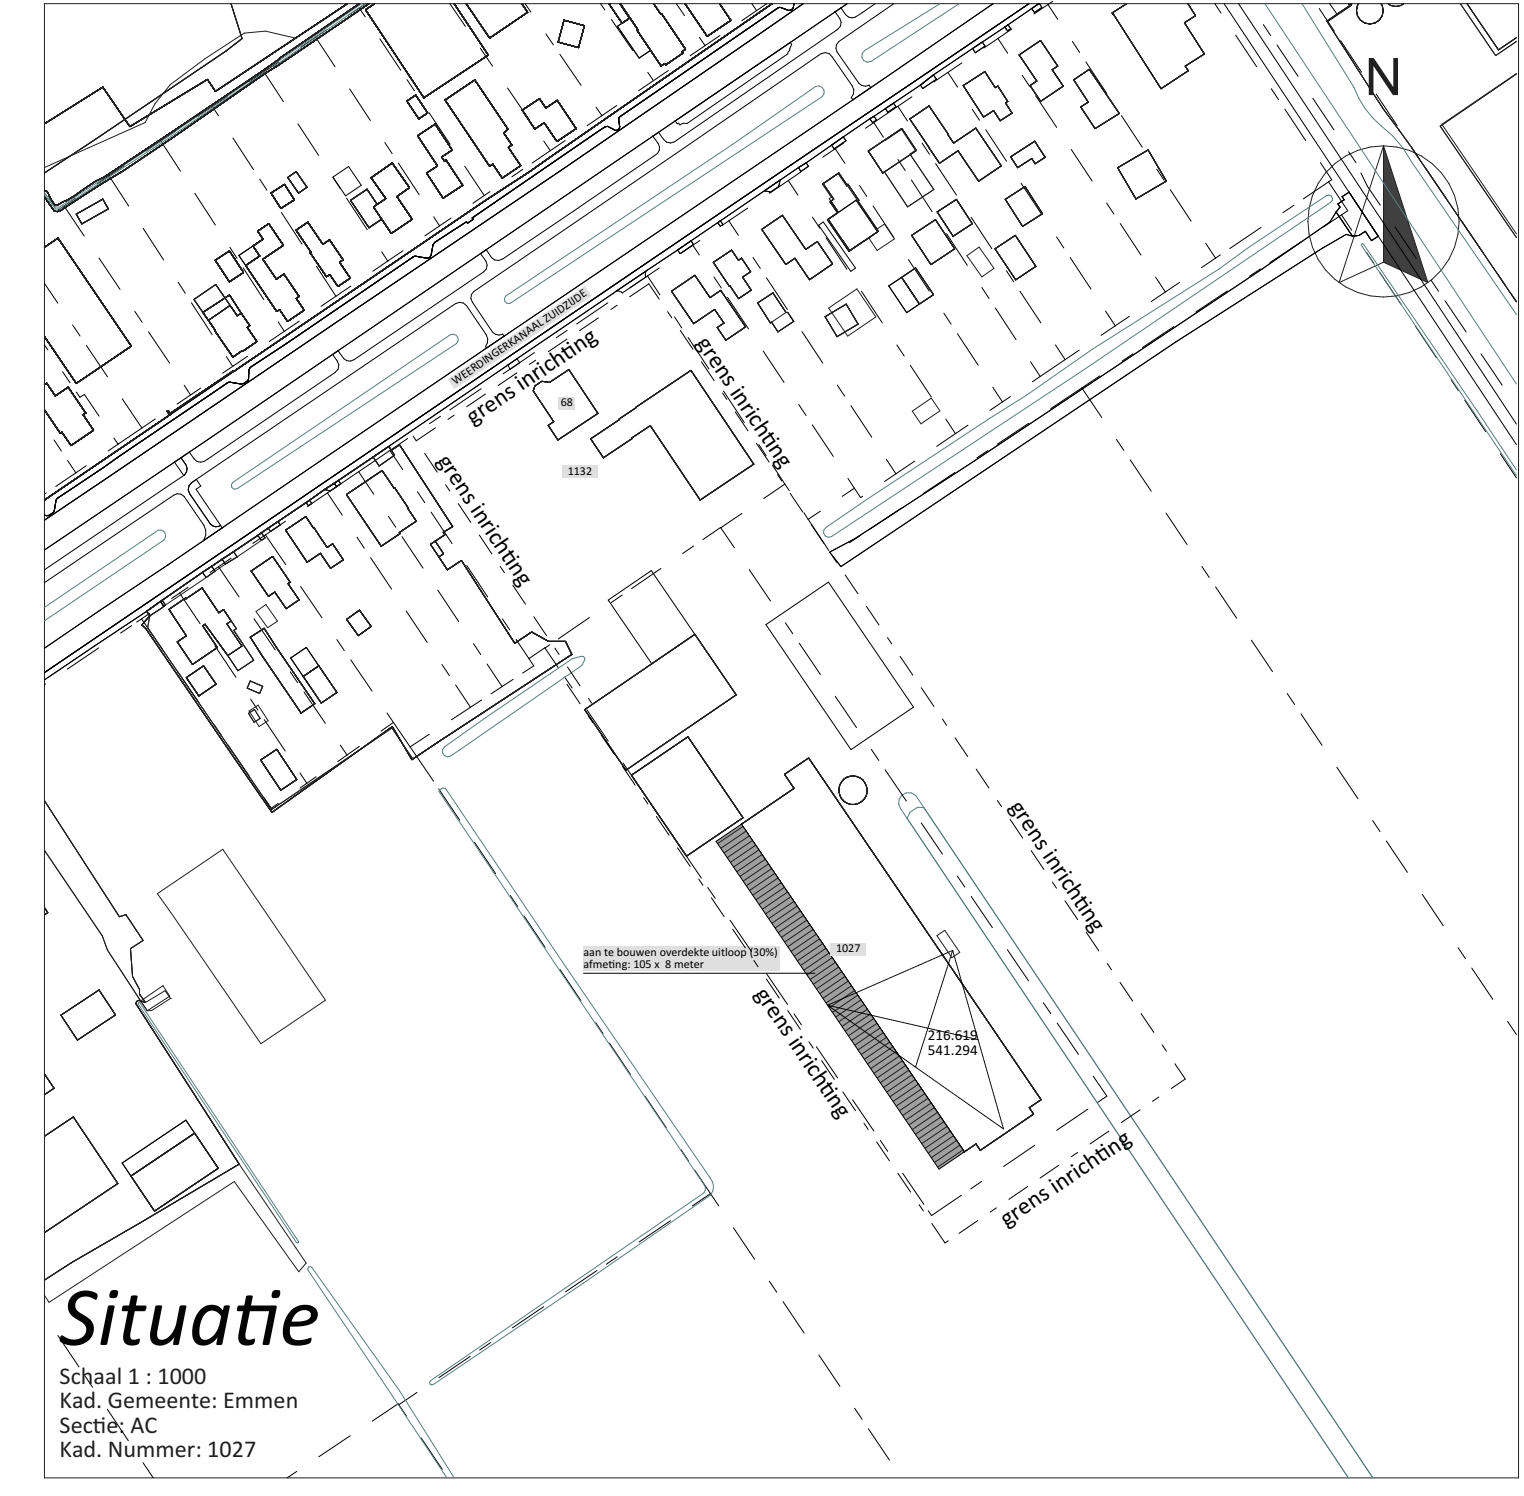 N
WEERDINGERKANAAL ZUIDZIJDE
grens inrichting
grens inrichting
68
1132
grens inrichting
grens inrichting
aan te bouwen overdekte uitloop (30%)
afmeting: 105 x 8 meter
1027
grens inrichting
216.619
541.294
grens inrichting
Situatie
Schaal 1 : 1000
Kad. Gemeente: Emmen
Sectie: AC
Kad. Nummer: 1027